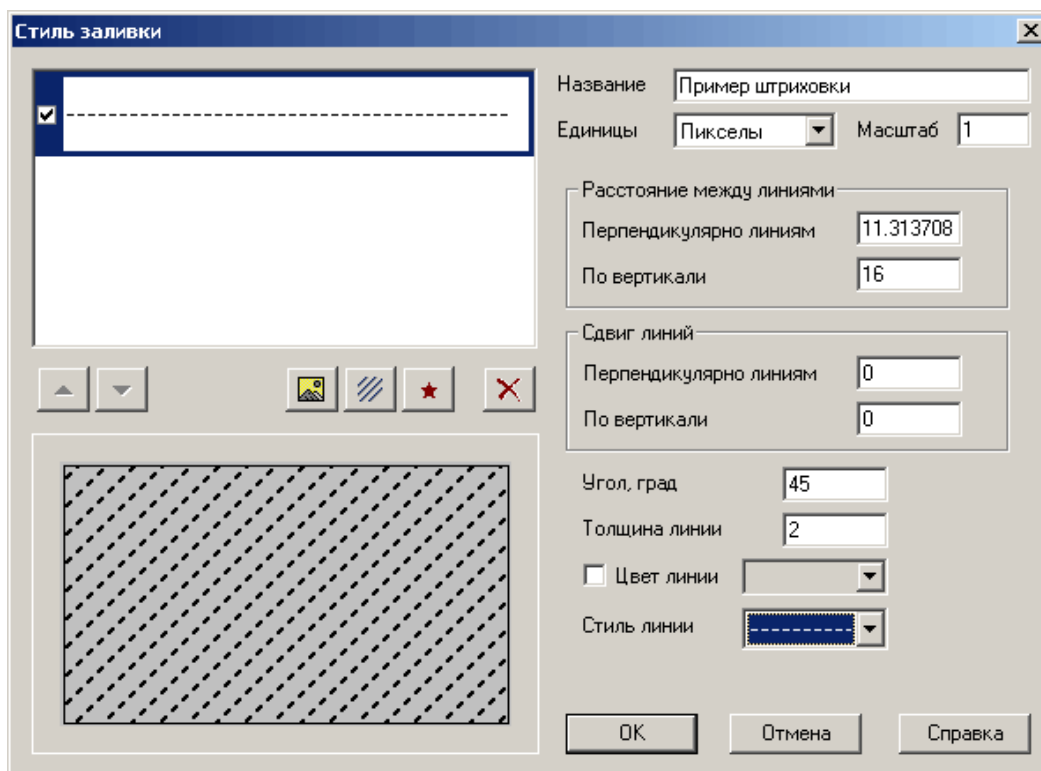 Стиль заливки
Название Пример штриховки
Единицы Пикселы Масштаб 1
Расстояние между линиями
Перпендикулярно линиям 11.313708
По вертикали 16
Сдвиг линий
Перпендикулярно линиям 0
По вертикали 0
Угол, град 45
Толщина линии 2
Цвет линии
Стиль линии
OK Отмена Справка